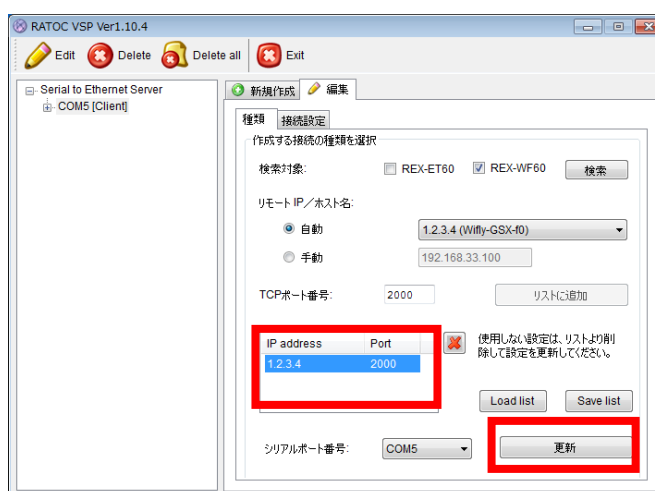 RATOC VSP Ver1.10.4
Edit Delete Delete all Exit
Serial to Ethernet Server
COM5 [Client]
新規作成 編集
種類 接続設定
作成する接続の種類を選択
検索対象: REX-ET60 REX-WF60 検索
リモート IP/ホスト名:
自動 1.2.3.4 (Wifly-GSX-f0)
手動 192.168.33.100
TCPポート番号: 2000 リストに追加
IP address Port
1.2.3.4 2000
使用しない設定は、リストより削
除して設定を更新してください。
Load list Save list
シリアルポート番号: COM5 更新